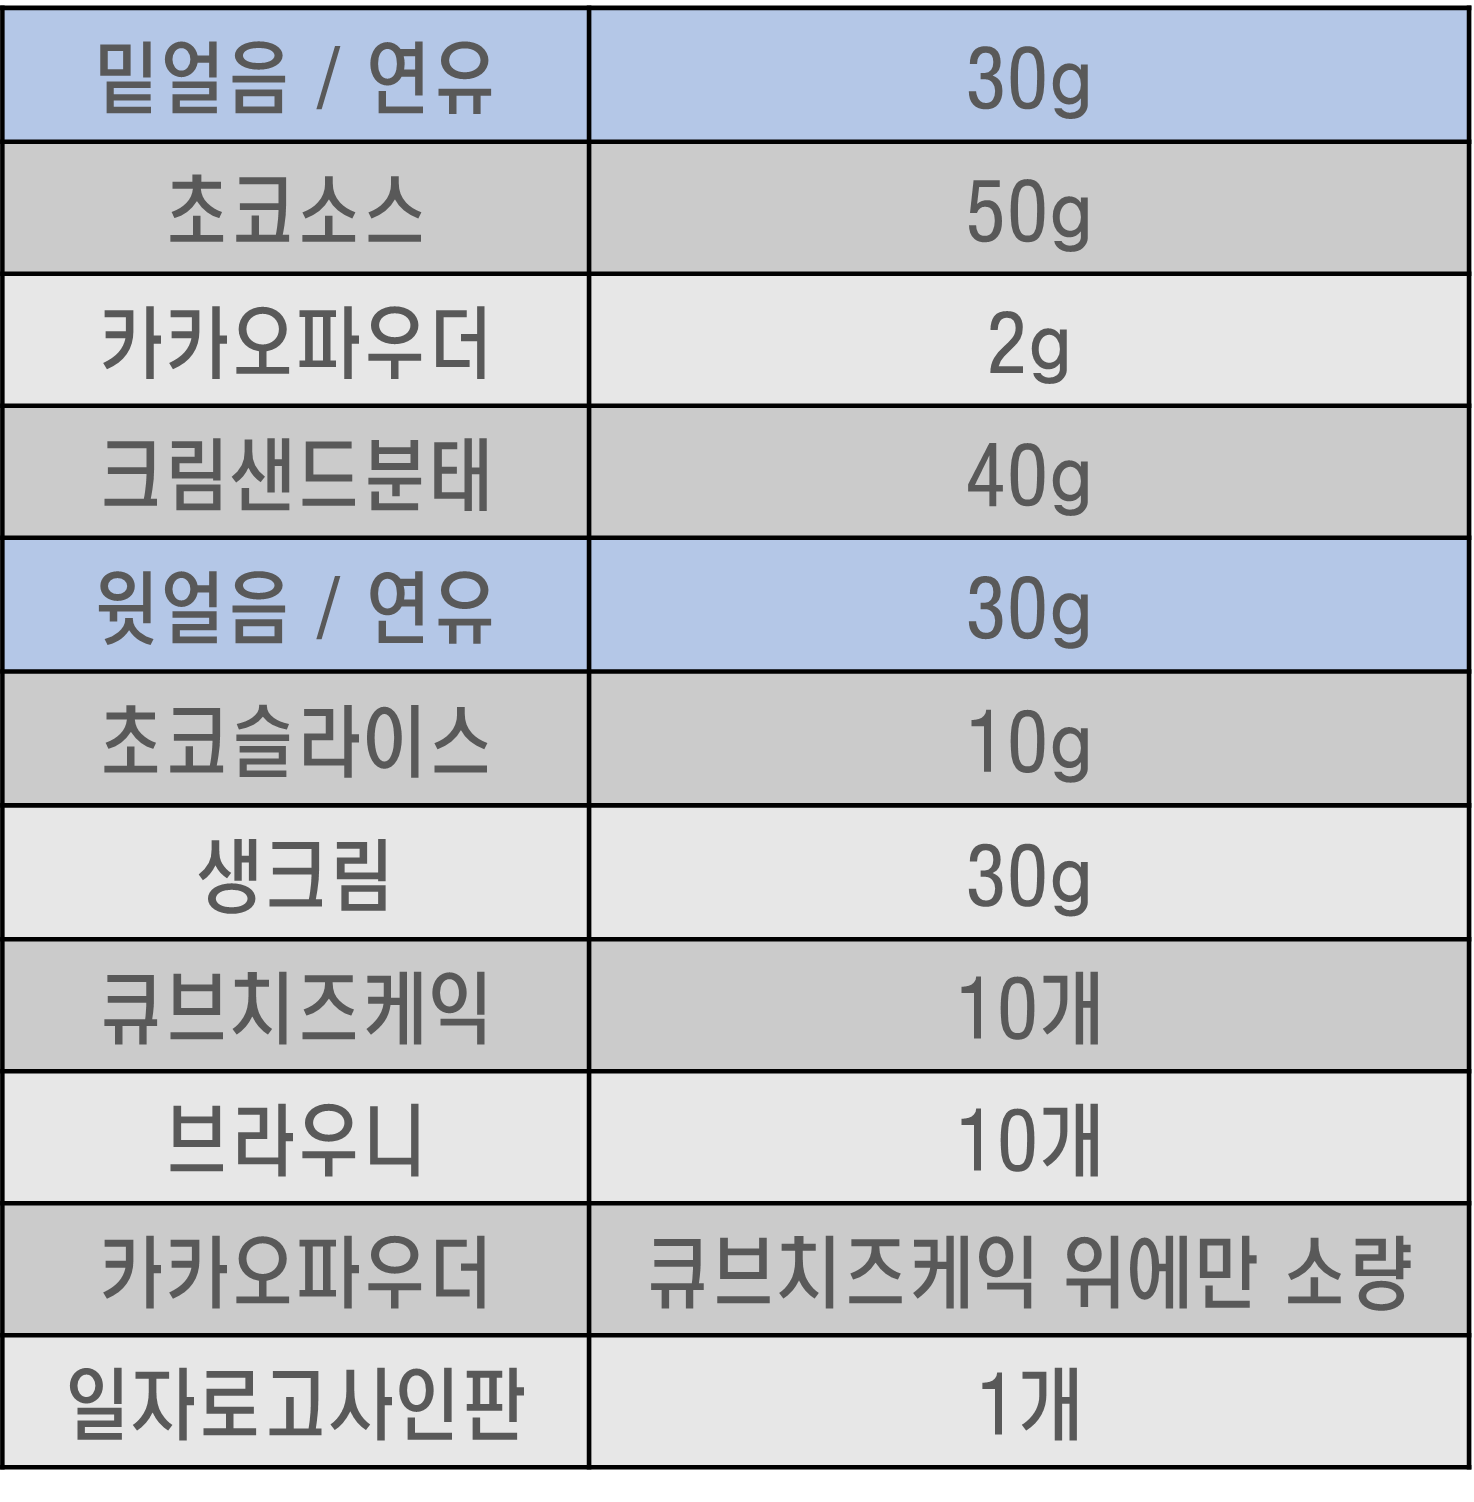 밑얼음 / 연유 30g
초코소스 50g
카카오파우더 2g
크림샌드분태 40g
윗얼음 / 연유 30g
초코슬라이스 10g
생크림 30g
큐브치즈케익 10개
브라우니 10개
카카오파우더 큐브치즈케익 위에만 소량
일자로고사인판 1개